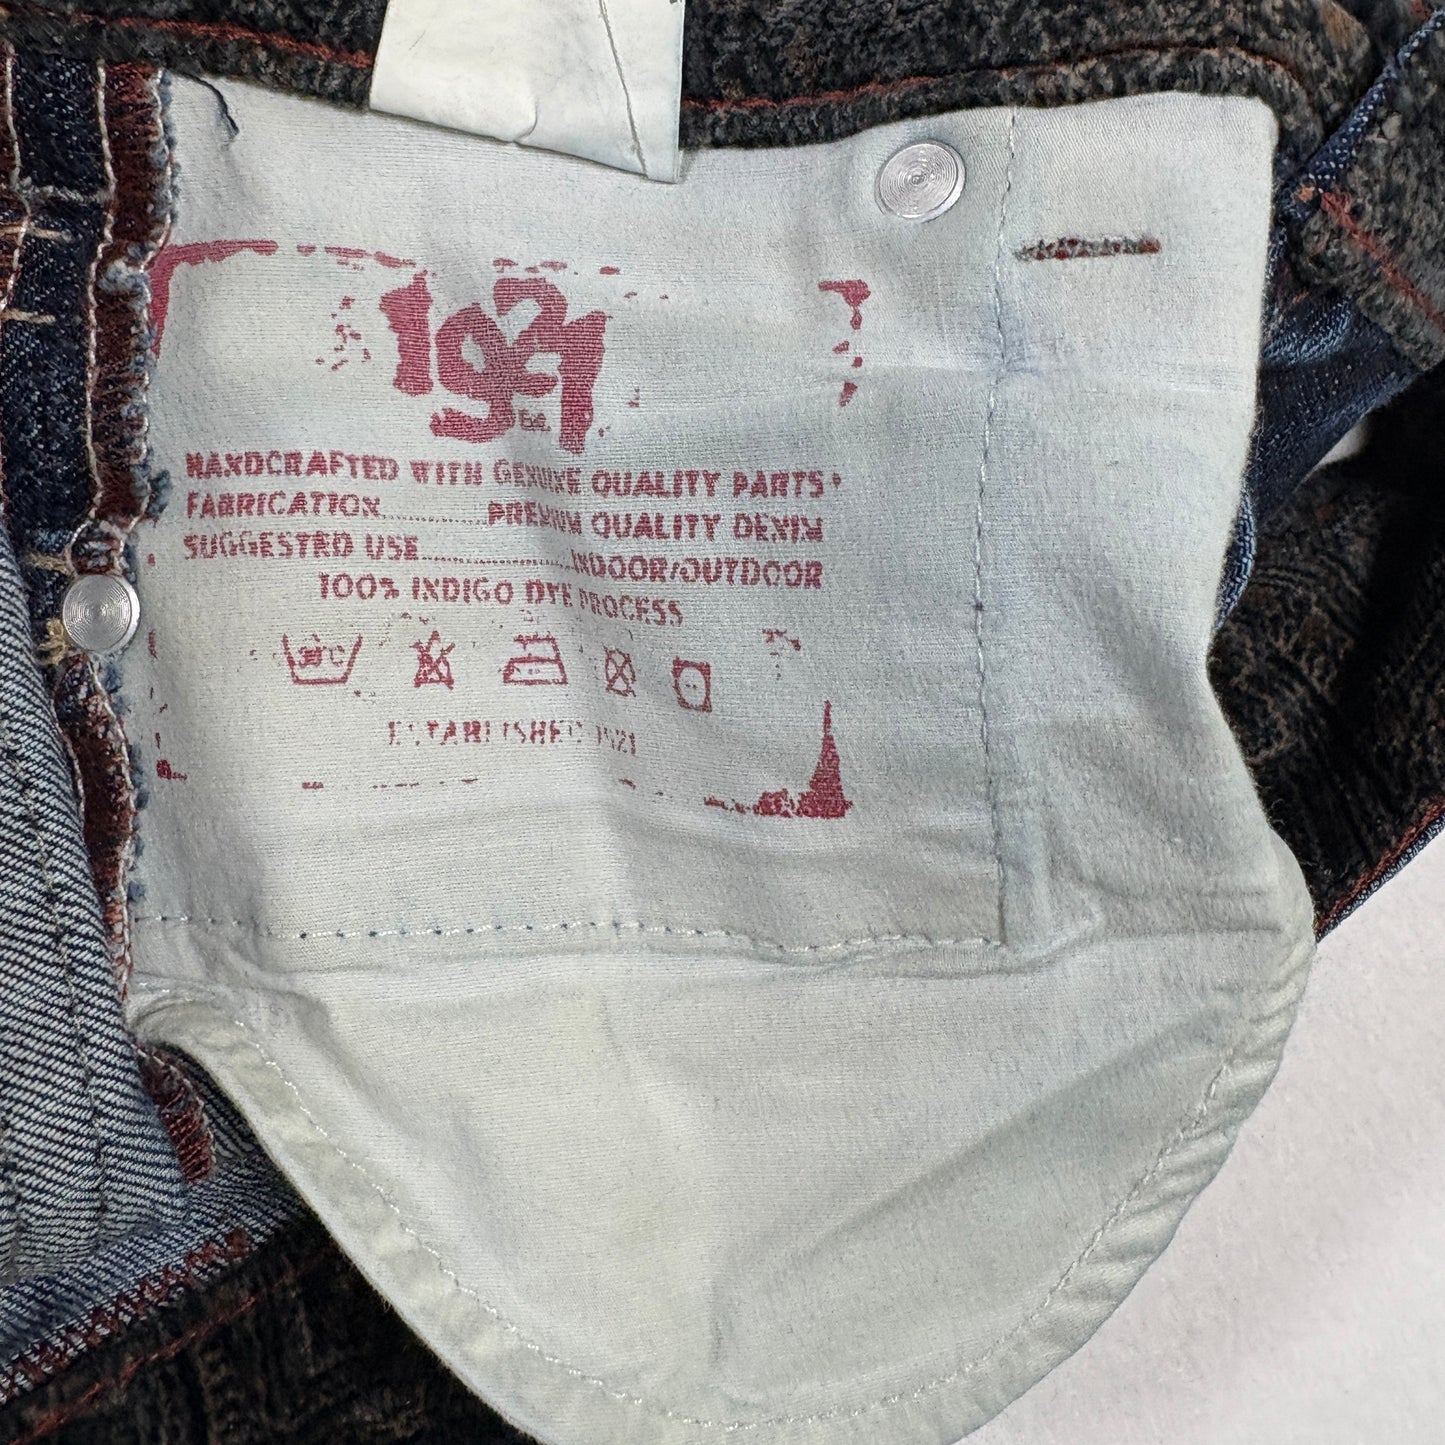 1921
Est.
HANDCRAFTED WITH GENUINE QUALITY PARTS
FABRICATION..........PREMIUM QUALITY DENIM
SUGGESTED USE..........INDOOR/OUTDOOR
100% INDIGO DYE PROCESS
30°C
ESTABLISHED 1921